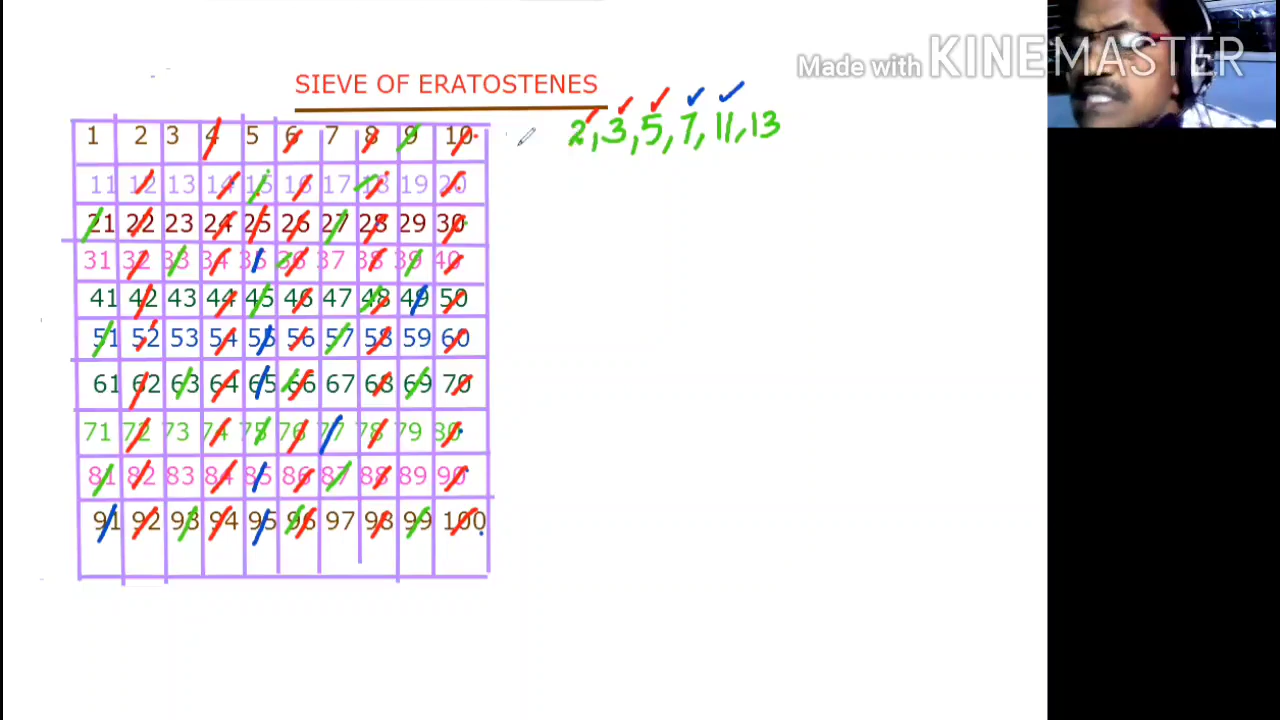 Made with KINEMASTER
SIEVE OF ERATOSTENES
2, 3, 5, 7, 11, 13
1 2 3 4 5 6 7 8 9 10
11 12 13 14 15 16 17 18 19 20
21 22 23 24 25 26 27 28 29 30
31 32 33 34 35 36 37 38 39 40
41 42 43 44 45 46 47 48 49 50
51 52 53 54 55 56 57 58 59 60
61 62 63 64 65 66 67 68 69 70
71 72 73 74 75 76 77 78 79 80
81 82 83 84 85 86 87 88 89 90
91 92 93 94 95 96 97 98 99 100